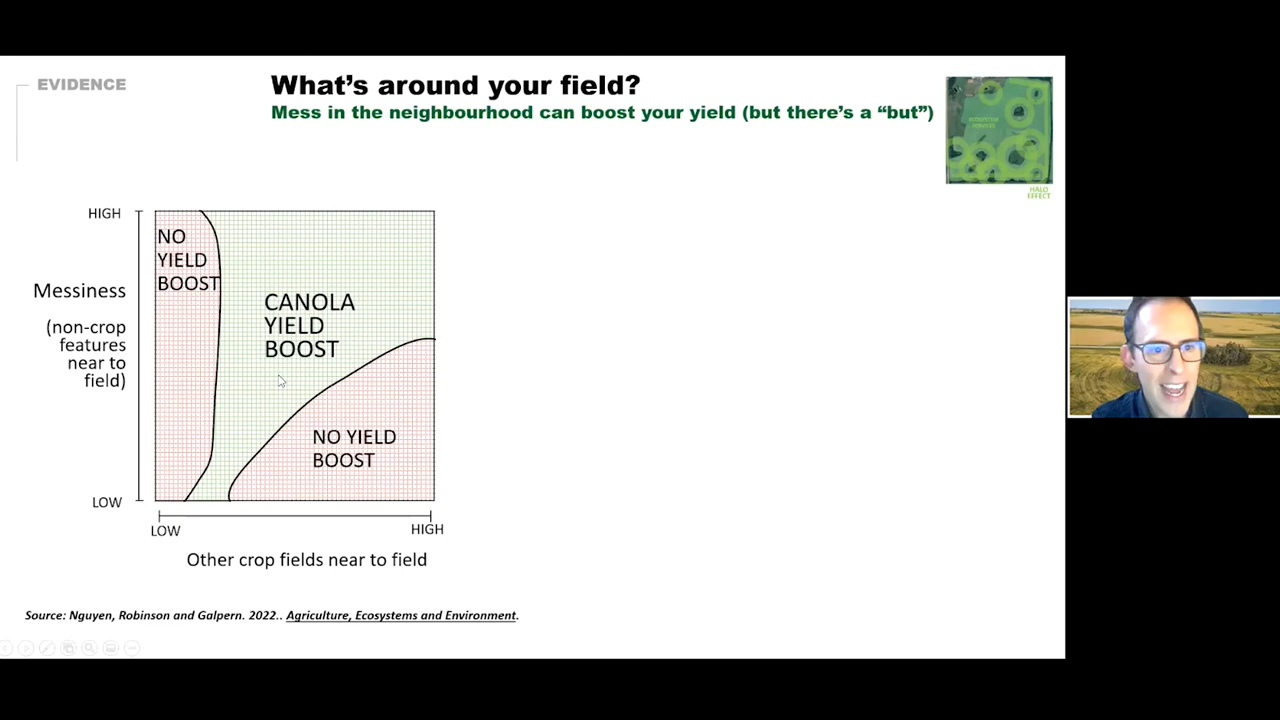 EVIDENCE
What's around your field?
Mess in the neighbourhood can boost your yield (but there's a “but”)
ECOSYSTEM
SERVICES
HALO
EFFECT
HIGH
Messiness
(non-crop
features
near to
field)
LOW
NO
YIELD
BOOST
CANOLA
YIELD
BOOST
NO YIELD
BOOST
LOW
HIGH
Other crop fields near to field
Source: Nguyen, Robinson and Galpern. 2022.. Agriculture, Ecosystems and Environment.